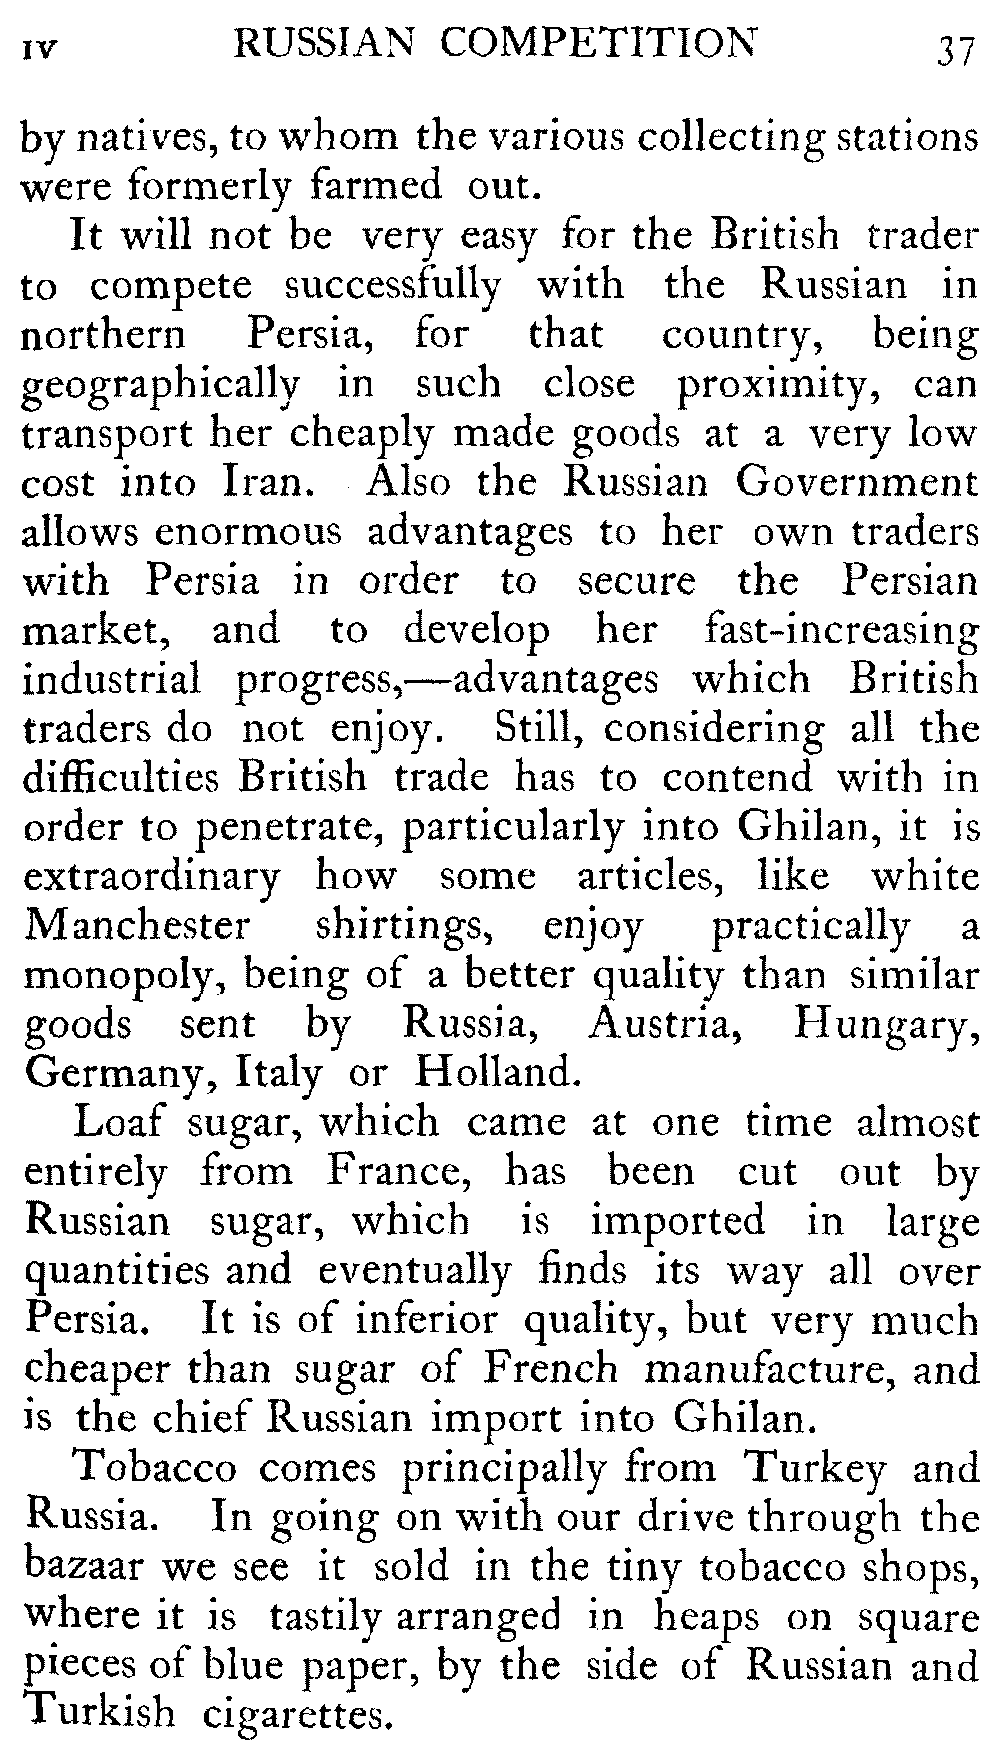 IV RUSSIAN COMPETITION 37
by natives, to whom the various collecting stations
were formerly farmed out.
It will not be very easy for the British trader
to compete successfully with the Russian in
northern Persia, for that country, being
geographically in such close proximity, can
transport her cheaply made goods at a very low
cost into Iran. Also the Russian Government
allows enormous advantages to her own traders
with Persia in order to secure the Persian
market, and to develop her fast-increasing
industrial progress,—advantages which British
traders do not enjoy. Still, considering all the
difficulties British trade has to contend with in
order to penetrate, particularly into Ghilan, it is
extraordinary how some articles, like white
Manchester shirtings, enjoy practically a
monopoly, being of a better quality than similar
goods sent by Russia, Austria, Hungary,
Germany, Italy or Holland.
Loaf sugar, which came at one time almost
entirely from France, has been cut out by
Russian sugar, which is imported in large
quantities and eventually finds its way all over
Persia. It is of inferior quality, but very much
cheaper than sugar of French manufacture, and
is the chief Russian import into Ghilan.
Tobacco comes principally from Turkey and
Russia. In going on with our drive through the
bazaar we see it sold in the tiny tobacco shops,
where it is tastily arranged in heaps on square
pieces of blue paper, by the side of Russian and
Turkish cigarettes.